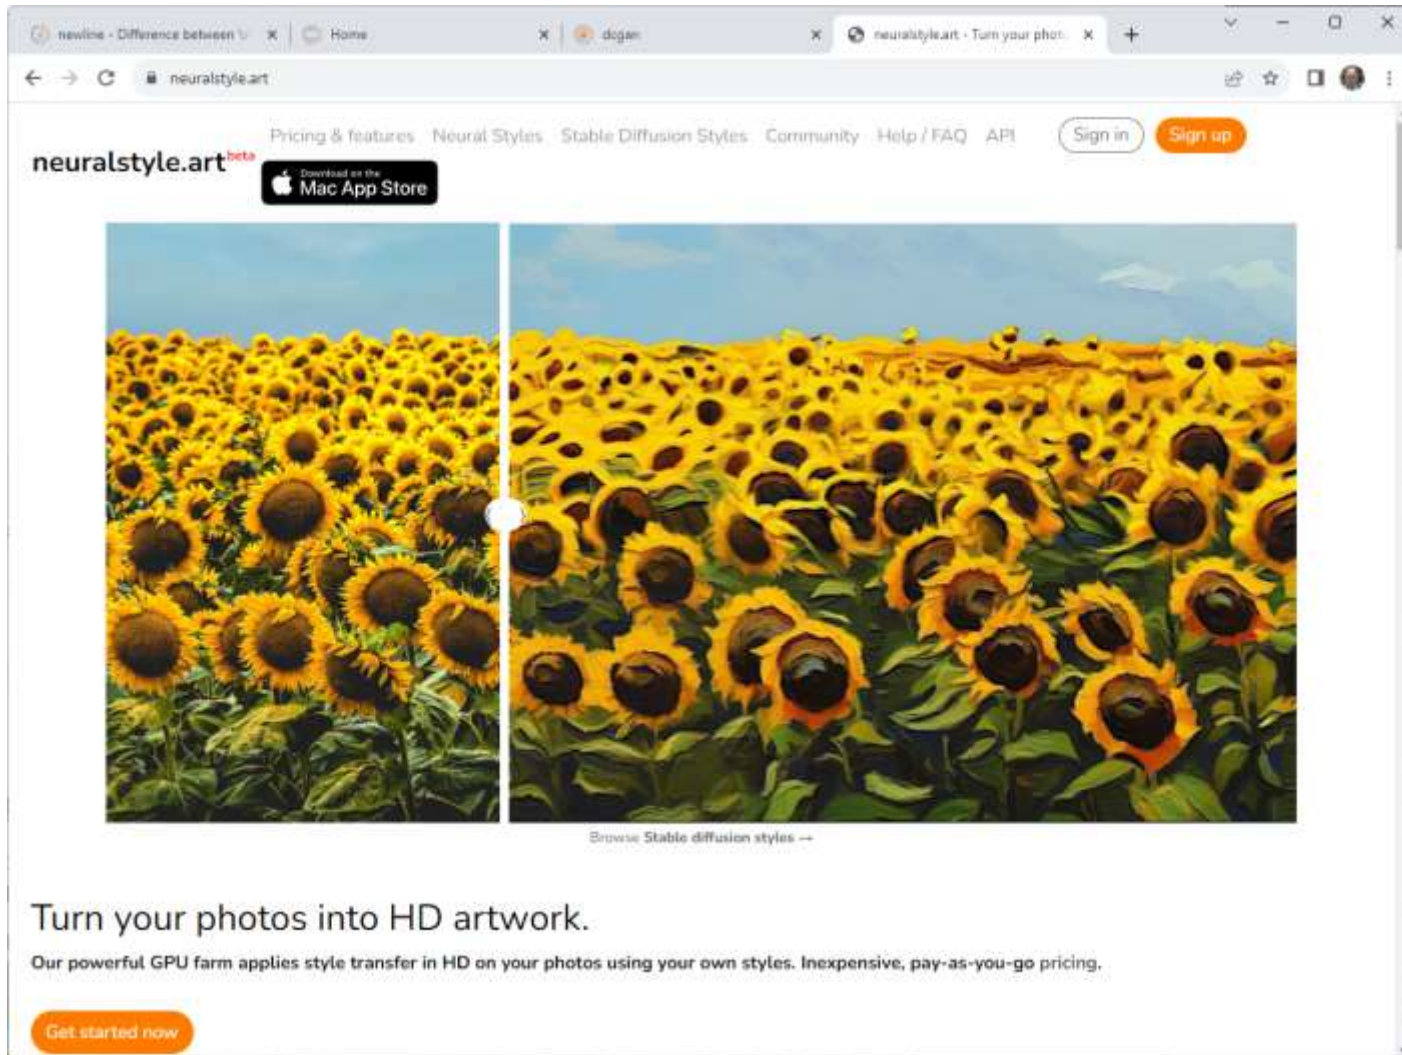 newline - Difference between
Home
dogan
neuralstyle.art - Turn your phot
neuralstyle.art
Pricing & features Neural Styles Stable Diffusion Styles Community Help / FAQ API Sign in Sign up
neuralstyle.art beta
Download on the
Mac App Store
Browse Stable diffusion styles →
Turn your photos into HD artwork.
Our powerful GPU farm applies style transfer in HD on your photos using your own styles. Inexpensive, pay-as-you-go pricing.
Get started now